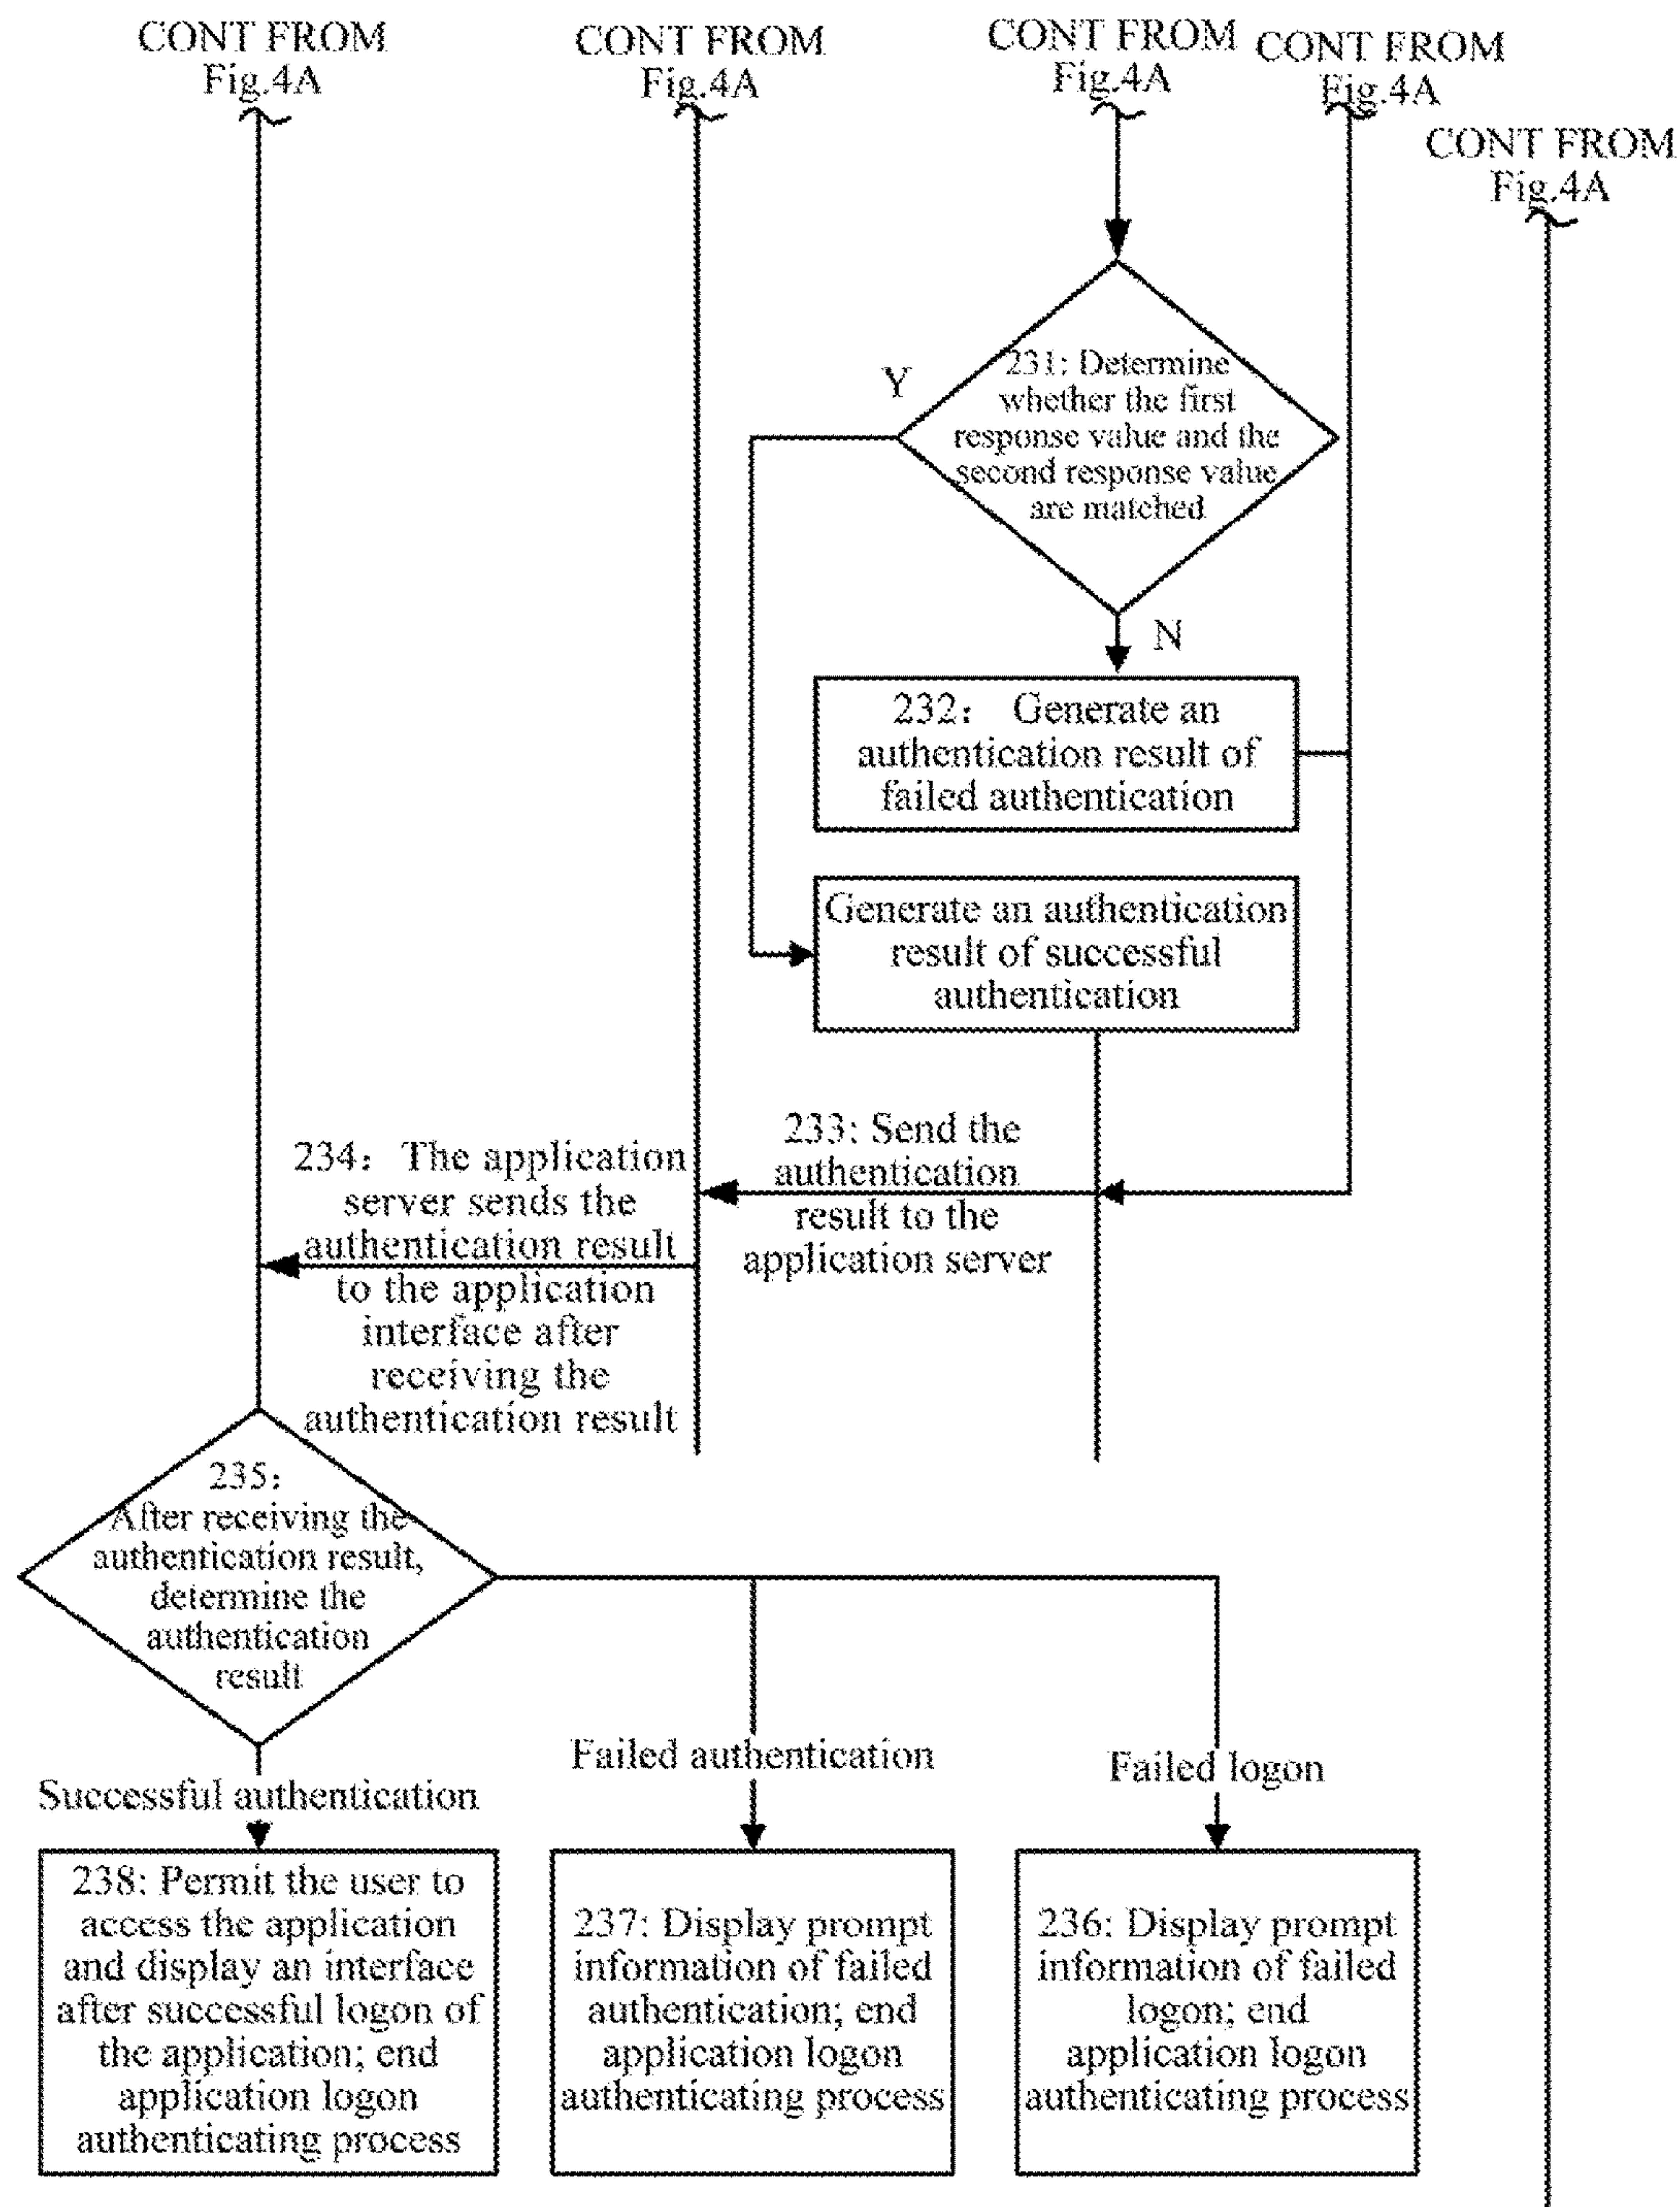 CONT FROM
Fig.4A
CONT FROM
Fig.4A
CONT FROM
Fig.4A
CONT FROM
Fig.4A
CONT FROM
Fig.4A
231: Determine
whether the first
response value and the
second response value
are matched
Y
N
232: Generate an
authentication result of
failed authentication
Generate an authentication
result of successful
authentication
233: Send the
authentication
result to the
application server
234: The application
server sends the
authentication result
to the application
interface after
receiving the
authentication result
235:
After receiving the
authentication result,
determine the
authentication
result
Successful authentication
Failed authentication
Failed logon
238: Permit the user to
access the application
and display an interface
after successful logon of
the application; end
application logon
authenticating process
237: Display prompt
information of failed
authentication; end
application logon
authenticating process
236: Display prompt
information of failed
logon; end
application logon
authenticating process